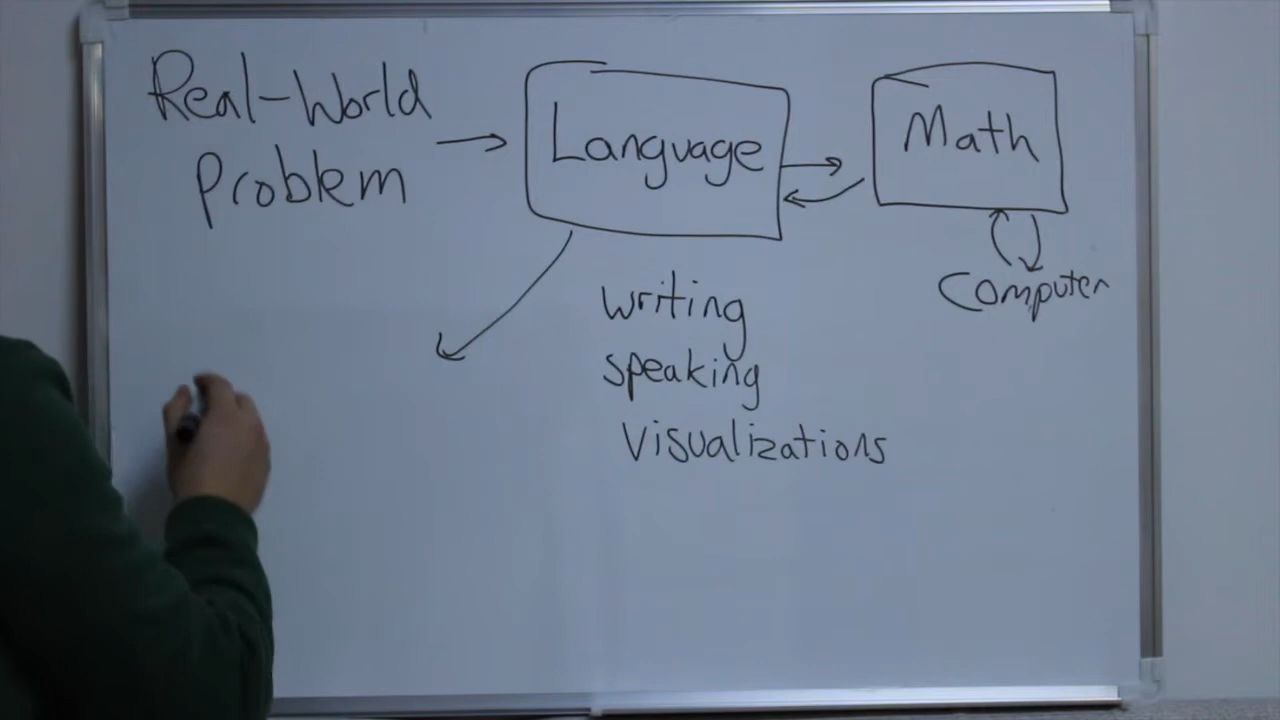 Real-World
Problem
Language
Math
Computer
writing
speaking
visualizations